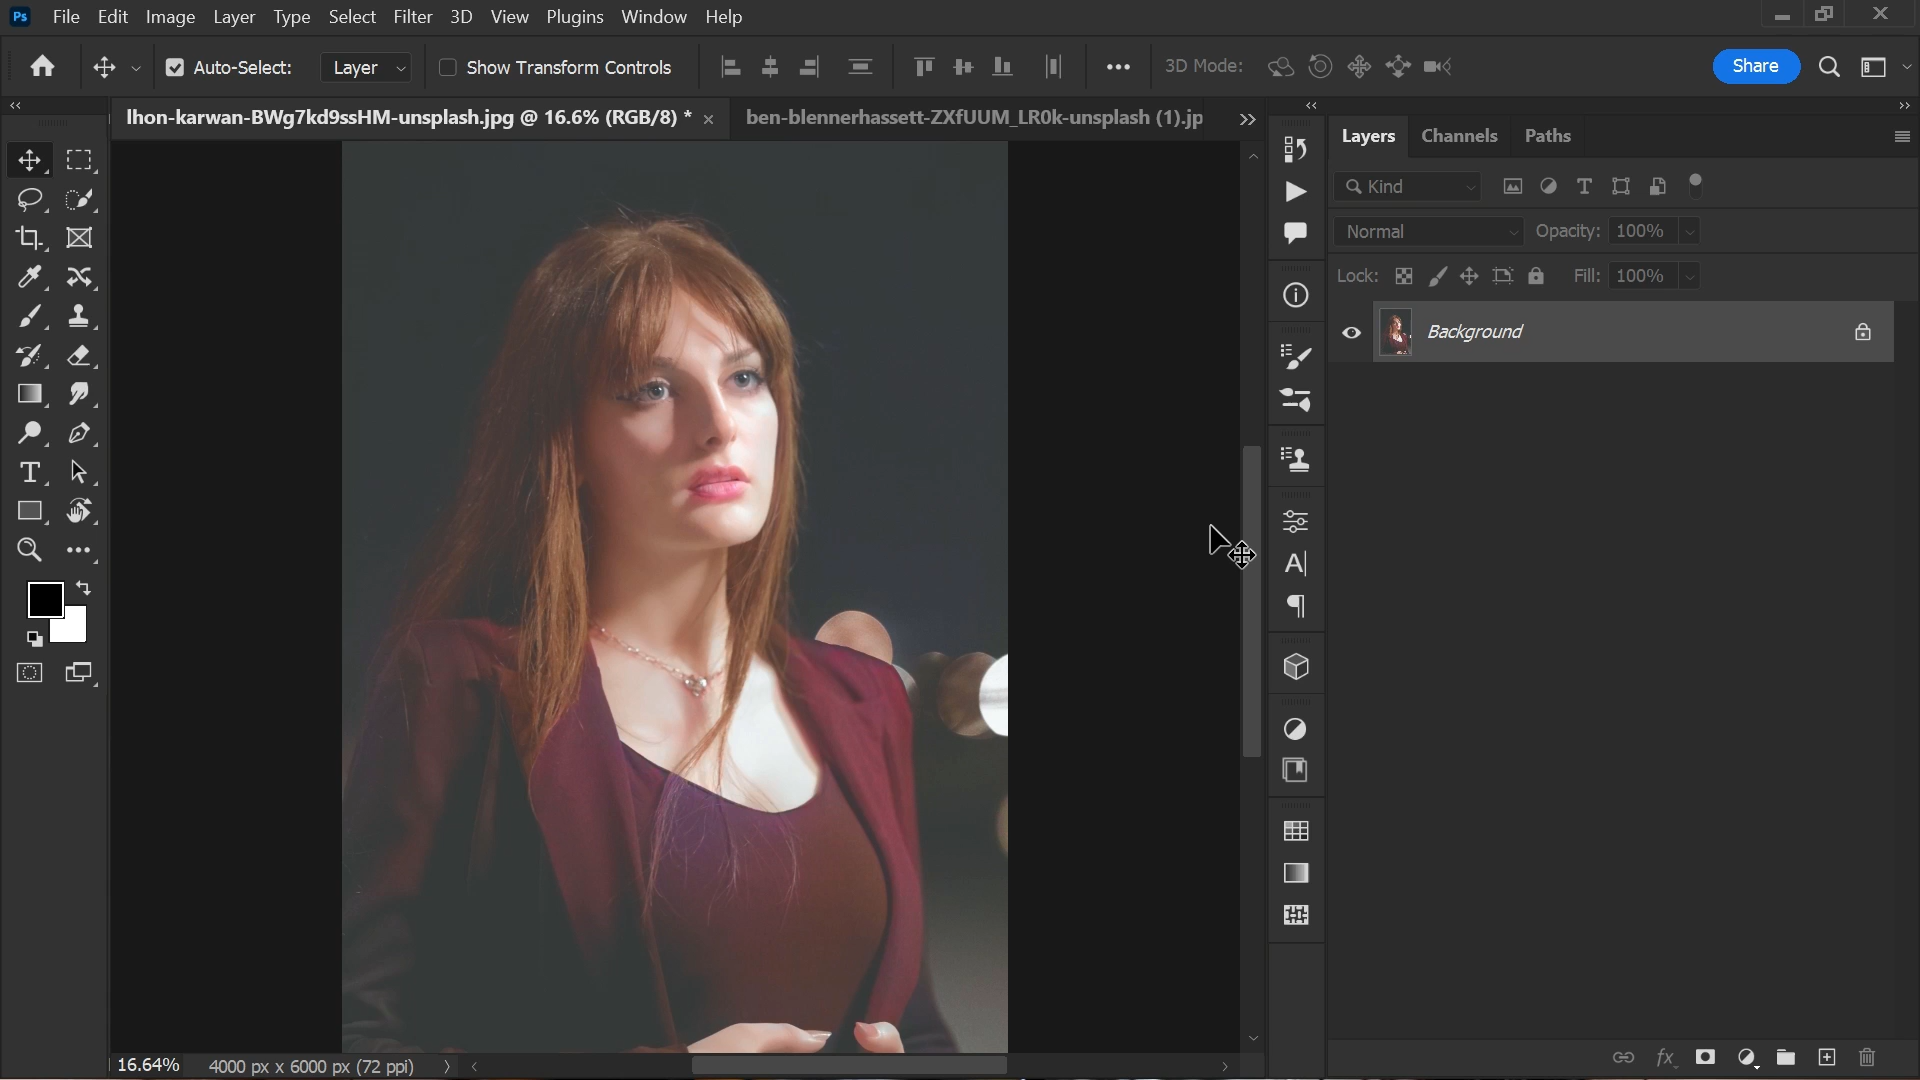 Ps File Edit Image Layer Type Select Filter 3D View Plugins Window Help
Auto-Select: Layer Show Transform Controls 3D Mode: Share
lhon-karwan-BWg7kd9ssHM-unsplash.jpg @ 16.6% (RGB/8) * ben-blennerhassett-ZXfUUM_LR0k-unsplash (1).jp
Layers Channels Paths
Kind
Normal Opacity: 100%
Lock: Fill: 100%
Background
16.64% 4000 px x 6000 px (72 ppi)